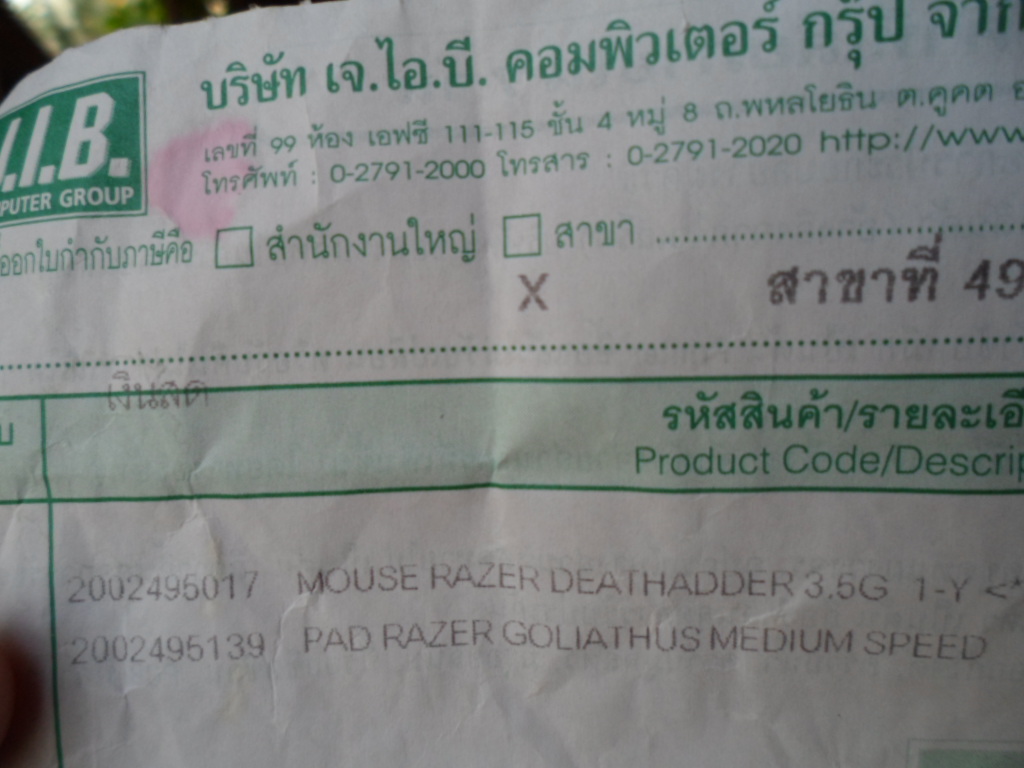 บริษัท เจ.ไอ.บี. คอมพิวเตอร์ กรุ๊ป
.I.B.
PUTER GROUP
เลขที่ 99 ห้อง เอฟซี 111-115 ชั้น 4 หมู่ 8 ถ.พหลโยธิน ต.คูคต
โทรศัพท์ : 0-2791-2000 โทรสาร : 0-2791-2020 http://www
ออกใบกำกับภาษีคือ สำนักงานใหญ่ สาขา
X สาขาที่ 49
เงินสด
รหัสสินค้า/รายละเอี
Product Code/Descrip
2002495017 MOUSE RAZER DEATHADDER 3.5G 1-Y <*
2002495139 PAD RAZER GOLIATHUS MEDIUM SPEED